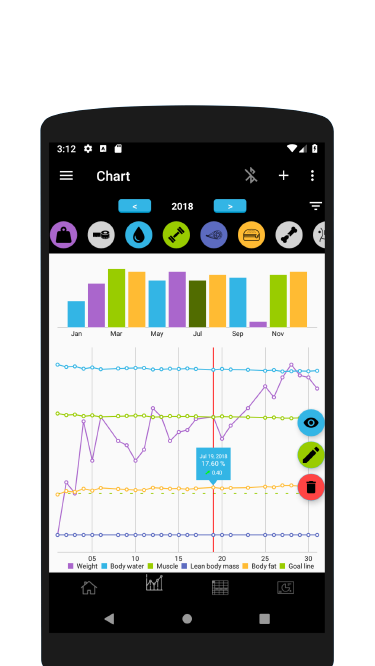 3:12
Chart
< 2018 >
Jan Mar May Jul Sep Nov
Jul 19, 2018
17.60 %
0.40
05 10 15 20 25 30
Weight Body water Muscle Lean body mass Body fat Goal line